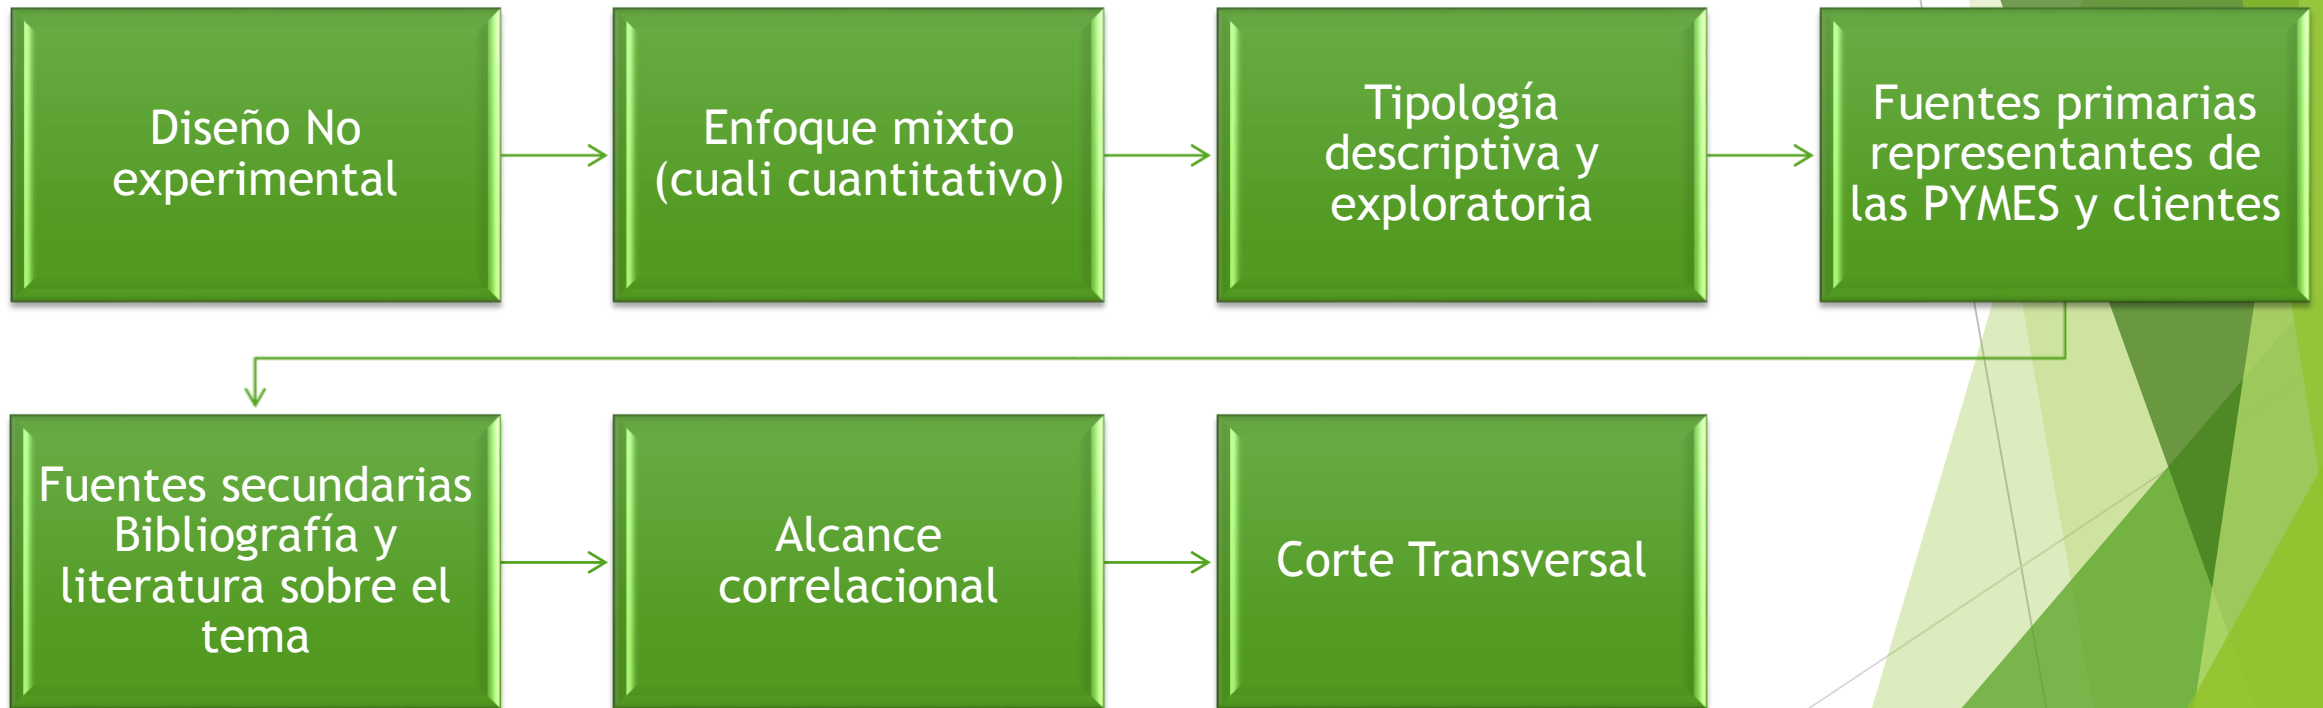 Diseño No
experimental
Enfoque mixto
(cuali cuantitativo)
Tipología
descriptiva y
exploratoria
Fuentes primarias
representantes de
las PYMES y clientes
Fuentes secundarias
Bibliografía y
literatura sobre el
tema
Alcance
correlacional
Corte Transversal